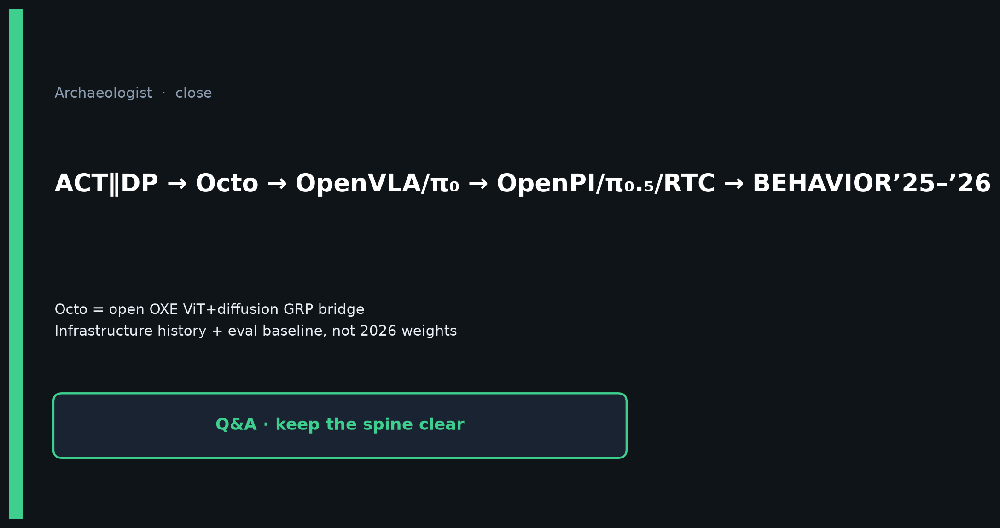 Archaeologist · close
ACT‖DP → Octo → OpenVLA/π₀ → OpenPI/π₀.₅/RTC → BEHAVIOR’25–’26
Octo = open OXE ViT+diffusion GRP bridge
Infrastructure history + eval baseline, not 2026 weights
Q&A · keep the spine clear